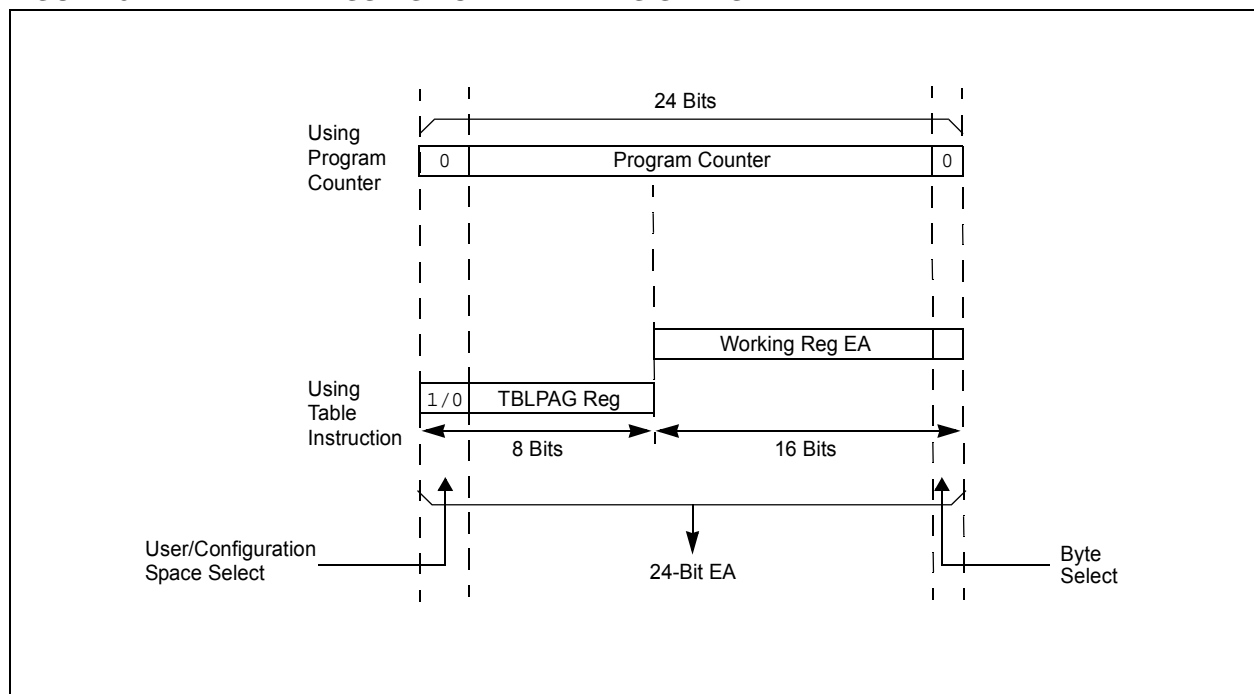 24 Bits
Using
Program
Counter
0
Program Counter
0
Working Reg EA
Using
Table
Instruction
1/0
TBLPAG Reg
8 Bits
16 Bits
User/Configuration
Space Select
24-Bit EA
Byte
Select